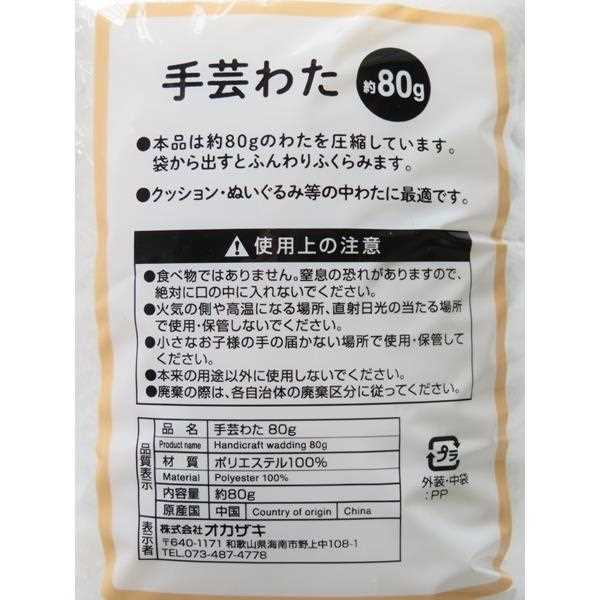 手芸わた 約80g
●本品は約80gのわたを圧縮しています。
袋から出すとふんわりふくらみます。
●クッション・ぬいぐるみ等の中わたに最適です。
使用上の注意
●食べ物ではありません。窒息の恐れがありますので、
絶対に口の中に入れないでください。
●火気の側や高温になる場所、直射日光の当たる場所
で使用・保管しないでください。
●小さなお子様の手の届かない場所で使用・保管して
ください。
●本来の用途以外に使用しないでください。
●廃棄の際は、各自治体の廃棄区分に従ってください。
品質表示
品名 手芸わた 80g
Product name Handicraft wadding 80g
材質 ポリエステル100%
Material Polyester 100%
内容量 約80g
原産国 中国 Country of origin China
表示者
株式会社オカザキ
〒640-1171 和歌山県海南市野上中108-1
TEL.073-487-4778
プラ
外装・中袋
:PP